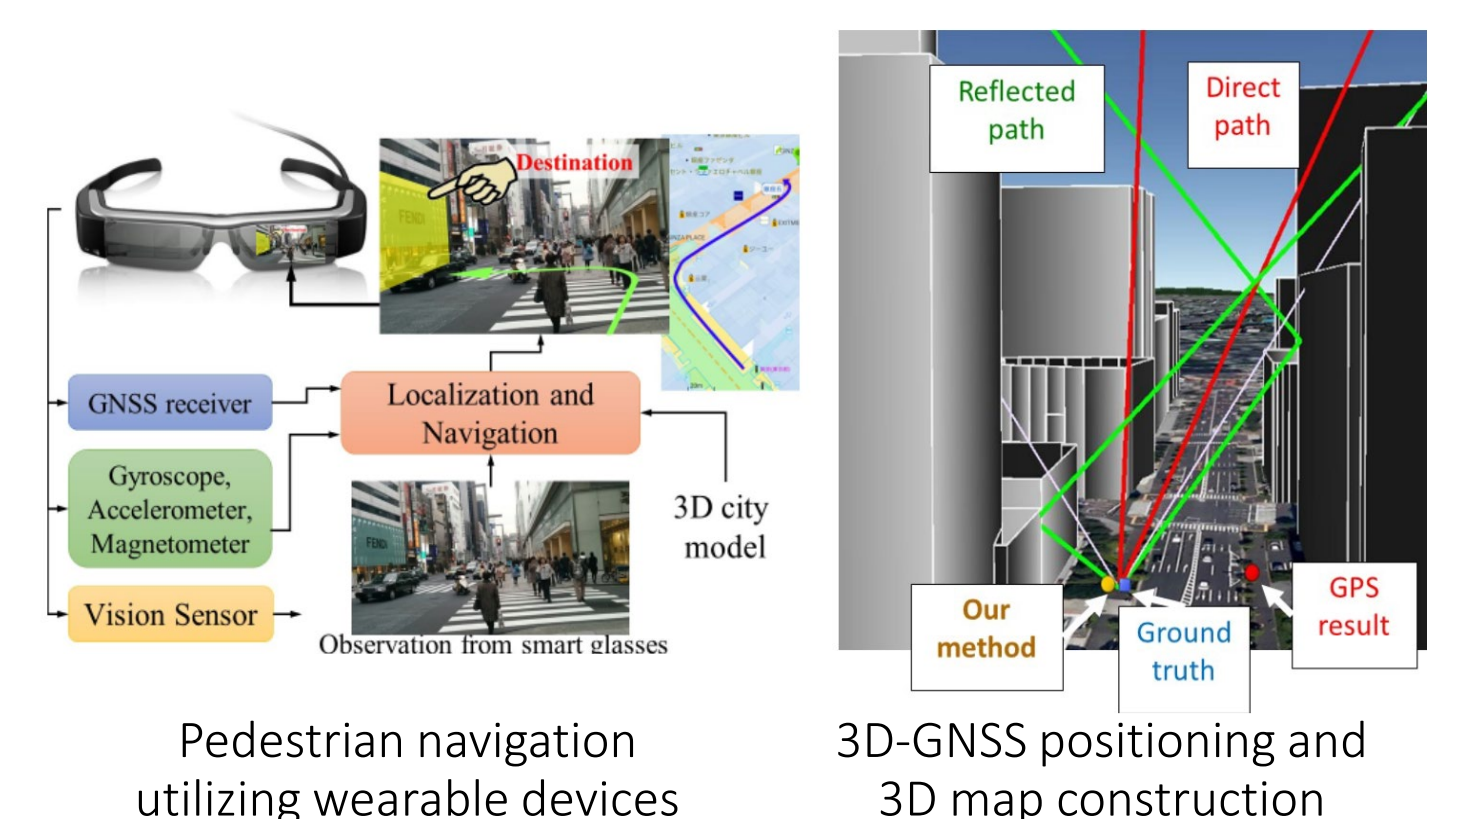 Destination
FENDI
GNSS receiver
Localization and
Navigation
Gyroscope,
Accelerometer,
Magnetometer
3D city
model
FENDI
Vision Sensor
Observation from smart glasses
Pedestrian navigation
utilizing wearable devices
Reflected
path
Direct
path
Our
method
Ground
truth
GPS
result
3D-GNSS positioning and
3D map construction